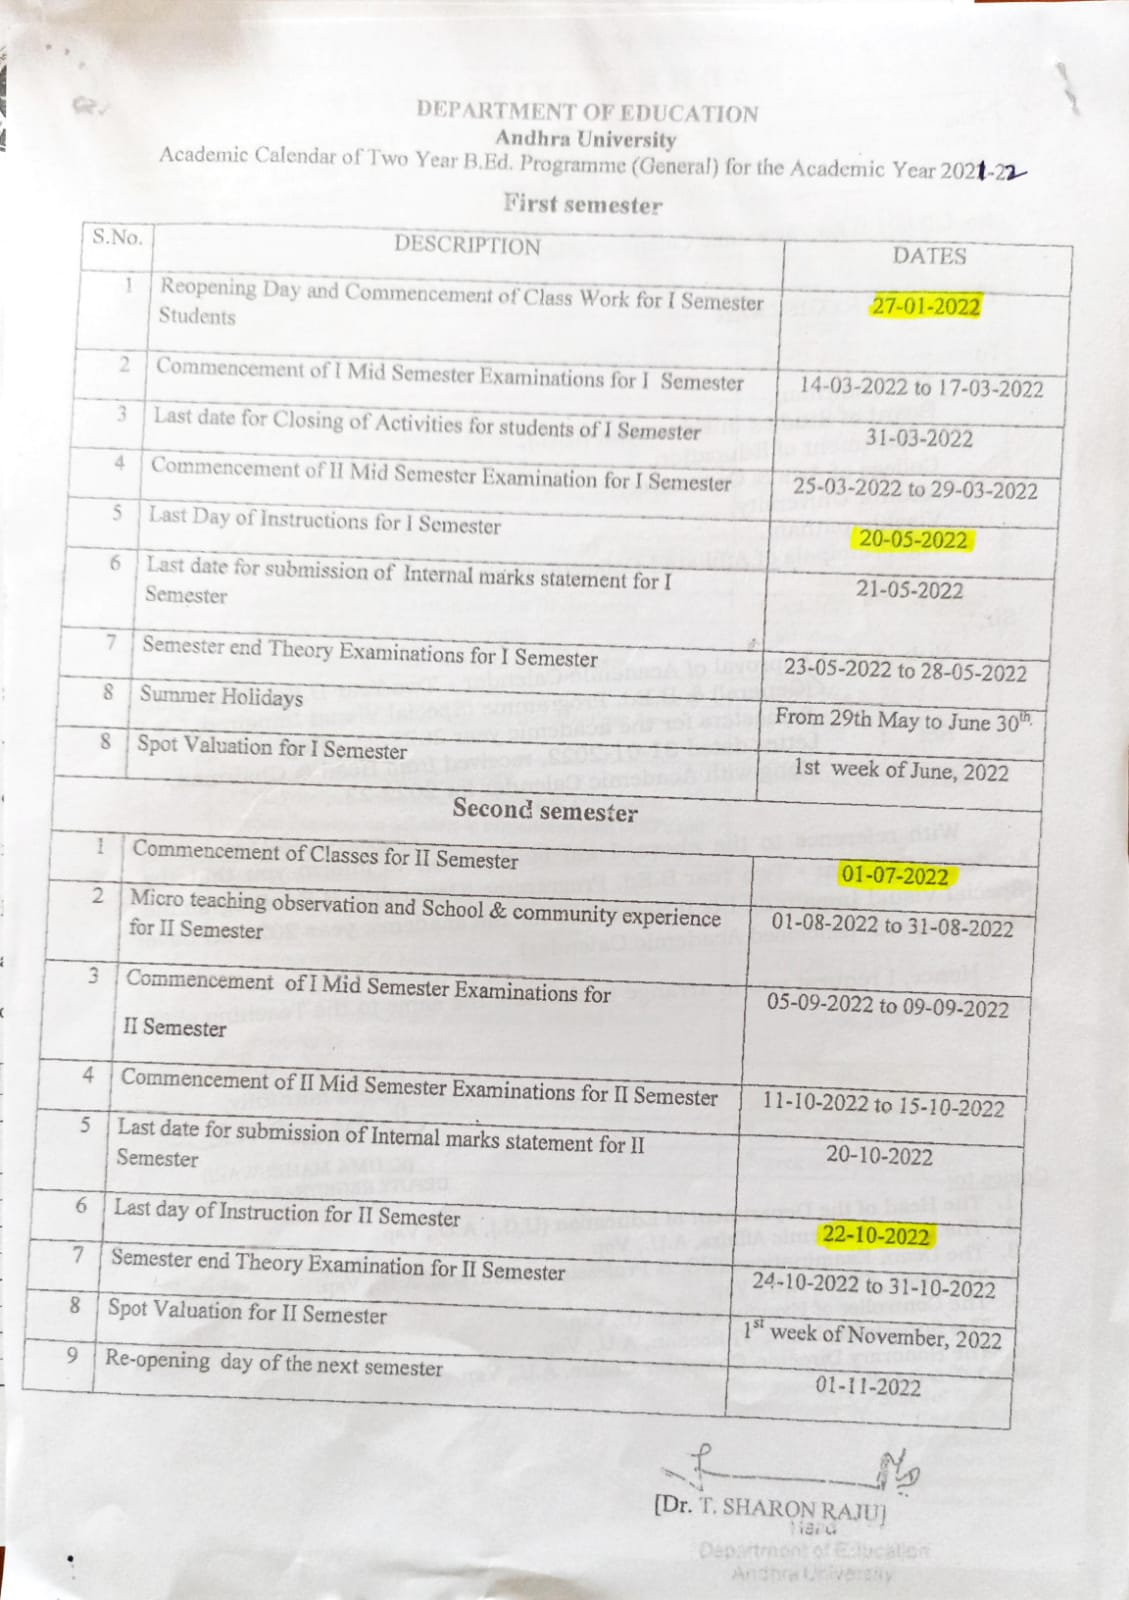 DEPARTMENT OF EDUCATION
Andhra University
Academic Calendar of Two Year B.Ed. Programme (General) for the Academic Year 2021-22
First semester
S.No. DESCRIPTION DATES
1 Reopening Day and Commencement of Class Work for I Semester 27-01-2022
Students
2 Commencement of I Mid Semester Examinations for I Semester 14-03-2022 to 17-03-2022
3 Last date for Closing of Activities for students of I Semester 31-03-2022
4 Commencement of II Mid Semester Examination for I Semester 25-03-2022 to 29-03-2022
5 Last Day of Instructions for I Semester 20-05-2022
6 Last date for submission of Internal marks statement for I 21-05-2022
Semester
7 Semester end Theory Examinations for I Semester 23-05-2022 to 28-05-2022
8 Summer Holidays From 29th May to June 30th.
8 Spot Valuation for I Semester 1st week of June, 2022
Second semester
1 Commencement of Classes for II Semester 01-07-2022
2 Micro teaching observation and School & community experience 01-08-2022 to 31-08-2022
for II Semester
3 Commencement of I Mid Semester Examinations for 05-09-2022 to 09-09-2022
II Semester
4 Commencement of II Mid Semester Examinations for II Semester 11-10-2022 to 15-10-2022
5 Last date for submission of Internal marks statement for II 20-10-2022
Semester
6 Last day of Instruction for II Semester 22-10-2022
7 Semester end Theory Examination for II Semester 24-10-2022 to 31-10-2022
8 Spot Valuation for II Semester 1st week of November, 2022
9 Re-opening day of the next semester 01-11-2022
[Dr. T. SHARON RAJU]
Head
Department of Education
Andhra University